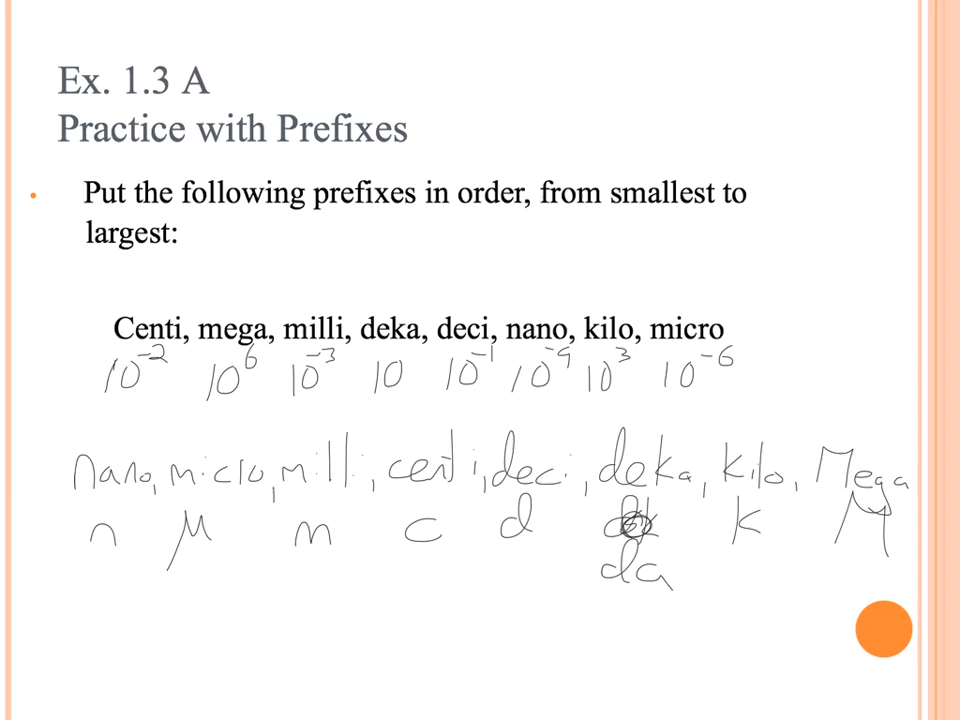 Ex. 1.3 A
Practice with Prefixes
• Put the following prefixes in order, from smallest to
largest:
Centi, mega, milli, deka, deci, nano, kilo, micro
10⁻² 10⁶ 10⁻³ 10 10⁻¹ 10⁻⁹ 10³ 10⁻⁶
nano, micro, milli, centi, deci, deka, kilo, Mega
n μ m c d k M
da